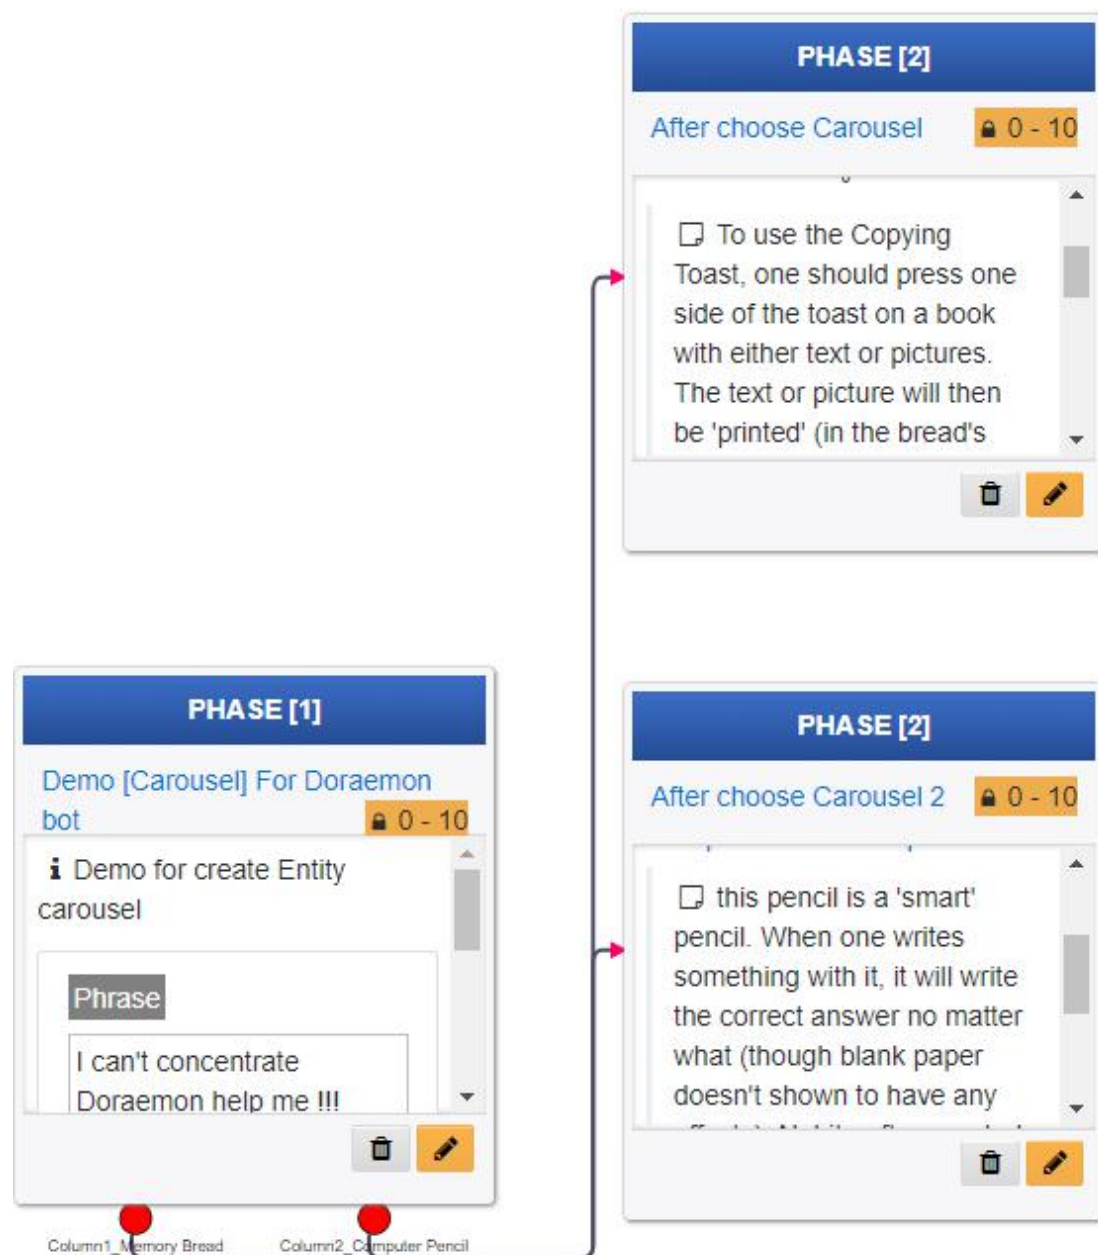 PHASE [2]
After choose Carousel
0 - 10
To use the Copying
Toast, one should press one
side of the toast on a book
with either text or pictures.
The text or picture will then
be 'printed' (in the bread's
PHASE [1]
Demo [Carousel] For Doraemon
bot
0 - 10
Demo for create Entity
carousel
Phrase
I can't concentrate
Doraemon help me !!!
Column1_Memory Bread
Column2_Computer Pencil
PHASE [2]
After choose Carousel 2
0 - 10
this pencil is a 'smart'
pencil. When one writes
something with it, it will write
the correct answer no matter
what (though blank paper
doesn't shown to have any